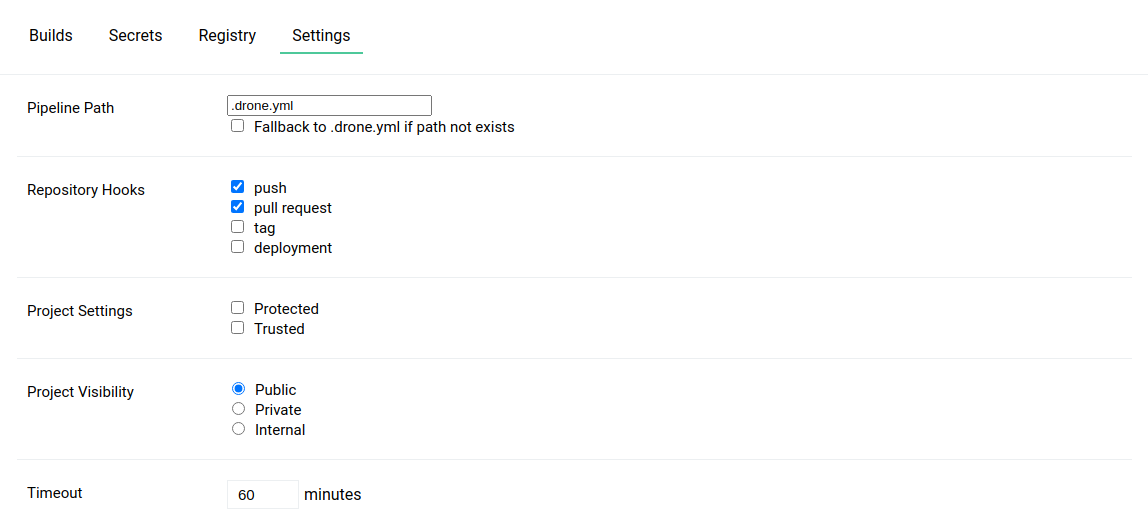 Builds Secrets Registry Settings
Pipeline Path .drone.yml
Fallback to .drone.yml if path not exists
Repository Hooks push
pull request
tag
deployment
Project Settings Protected
Trusted
Project Visibility Public
Private
Internal
Timeout 60 minutes